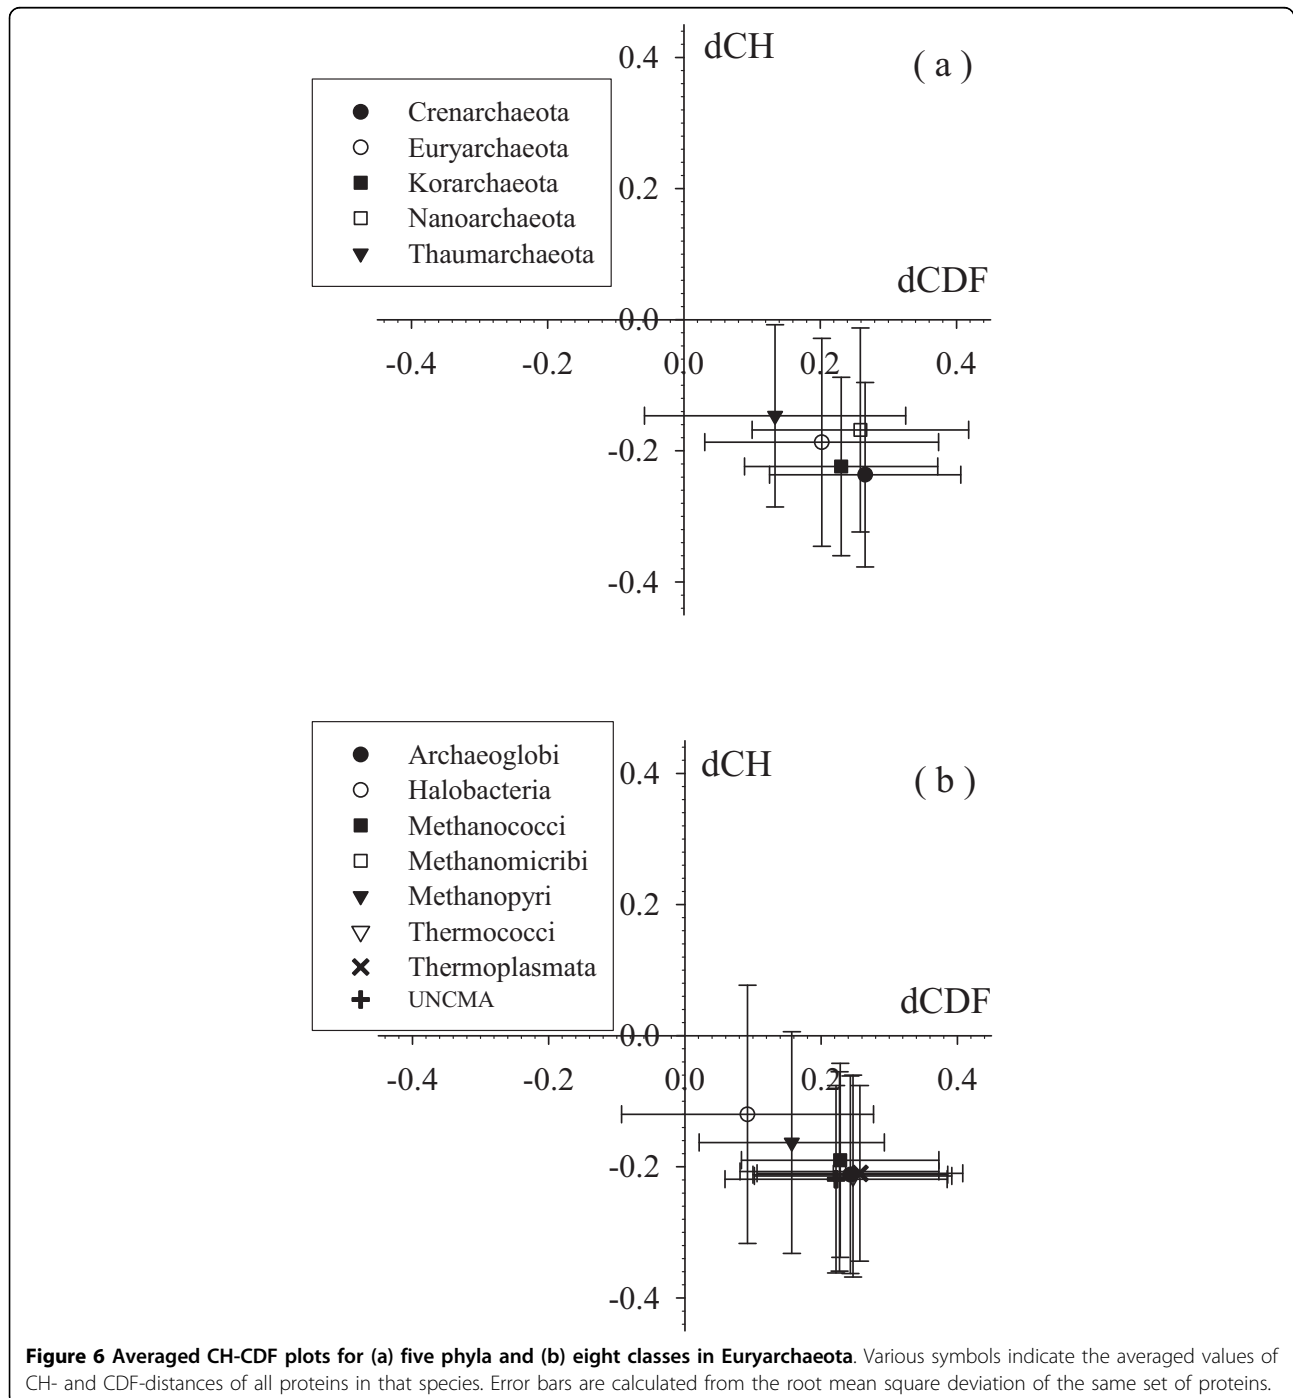 dCH
( a )
0.4
Crenarchaeota
Euryarchaeota
Korarchaeota
Nanoarchaeota
Thaumarchaeota
0.2
dCDF
0.0
-0.4 -0.2 0.0 0.2 0.4
-0.2
-0.4
dCH
( b )
0.4
Archaeoglobi
Halobacteria
Methanococci
Methanomicribi
Methanopyri
Thermococci
Thermoplasmata
UNCMA
0.2
dCDF
0.0
-0.4 -0.2 0.0 0.2 0.4
-0.2
-0.4
Figure 6 Averaged CH-CDF plots for (a) five phyla and (b) eight classes in Euryarchaeota. Various symbols indicate the averaged values of
CH- and CDF-distances of all proteins in that species. Error bars are calculated from the root mean square deviation of the same set of proteins.